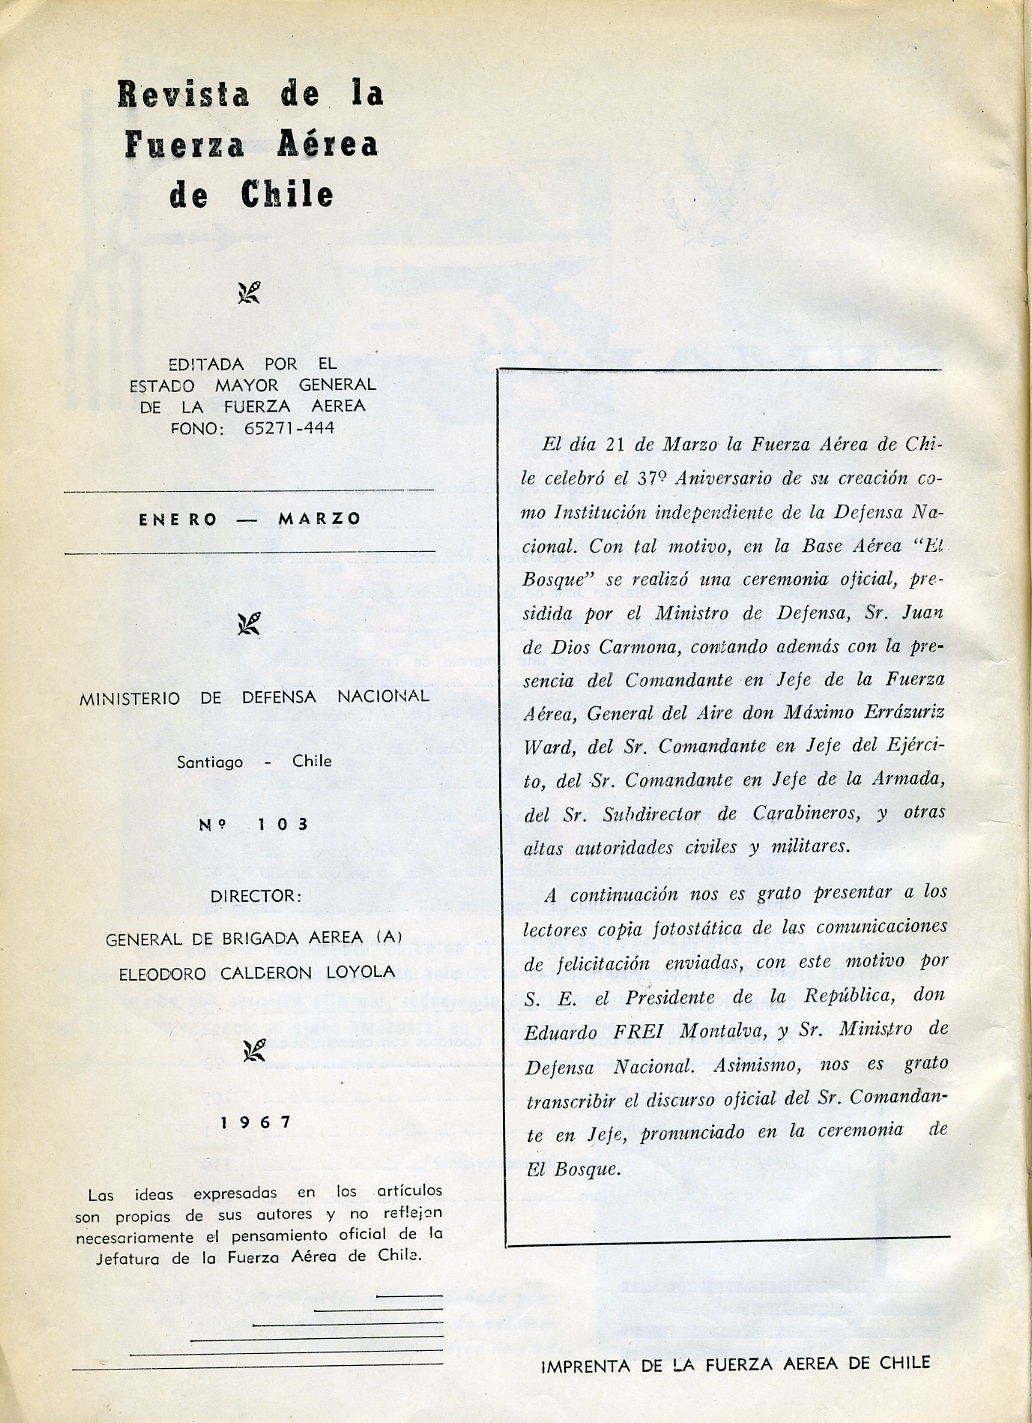 Revista de la
Fuerza Aérea
de Chile
EDITADA POR EL
ESTADO MAYOR GENERAL
DE LA FUERZA AEREA
FONO: 65271-444
ENERO — MARZO
MINISTERIO DE DEFENSA NACIONAL
Santiago - Chile
Nº 103
DIRECTOR:
GENERAL DE BRIGADA AEREA (A)
ELEODORO CALDERON LOYOLA
1967
Las ideas expresadas en los artículos
son propias de sus autores y no reflejan
necesariamente el pensamiento oficial de la
Jefatura de la Fuerza Aérea de Chile.
El día 21 de Marzo la Fuerza Aérea de Chi-
le celebró el 37º Aniversario de su creación co-
mo Institución independiente de la Defensa Na-
cional. Con tal motivo, en la Base Aérea “El
Bosque” se realizó una ceremonia oficial, pre-
sidida por el Ministro de Defensa, Sr. Juan
de Dios Carmona, contando además con la pre-
sencia del Comandante en Jefe de la Fuerza
Aérea, General del Aire don Máximo Errázuriz
Ward, del Sr. Comandante en Jefe del Ejérci-
to, del Sr. Comandante en Jefe de la Armada,
del Sr. Subdirector de Carabineros, y otras
altas autoridades civiles y militares.
A continuación nos es grato presentar a los
lectores copia fotostática de las comunicaciones
de felicitación enviadas, con este motivo por
S. E. el Presidente de la República, don
Eduardo FREI Montalva, y Sr. Ministro de
Defensa Nacional. Asimismo, nos es grato
transcribir el discurso oficial del Sr. Comandan-
te en Jefe, pronunciado en la ceremonia de
El Bosque.
IMPRENTA DE LA FUERZA AEREA DE CHILE